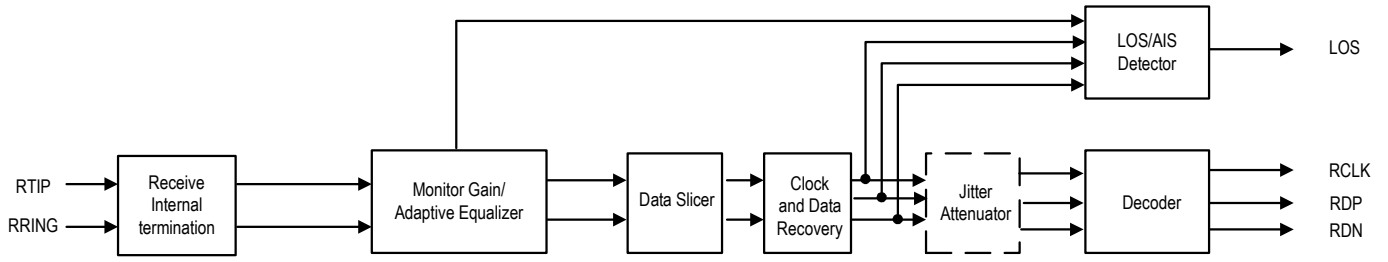 LOS/AIS
Detector
LOS
RTIP
RRING
Receive
Internal
termination
Monitor Gain/
Adaptive Equalizer
Data Slicer
Clock
and Data
Recovery
Jitter
Attenuator
Decoder
RCLK
RDP
RDN